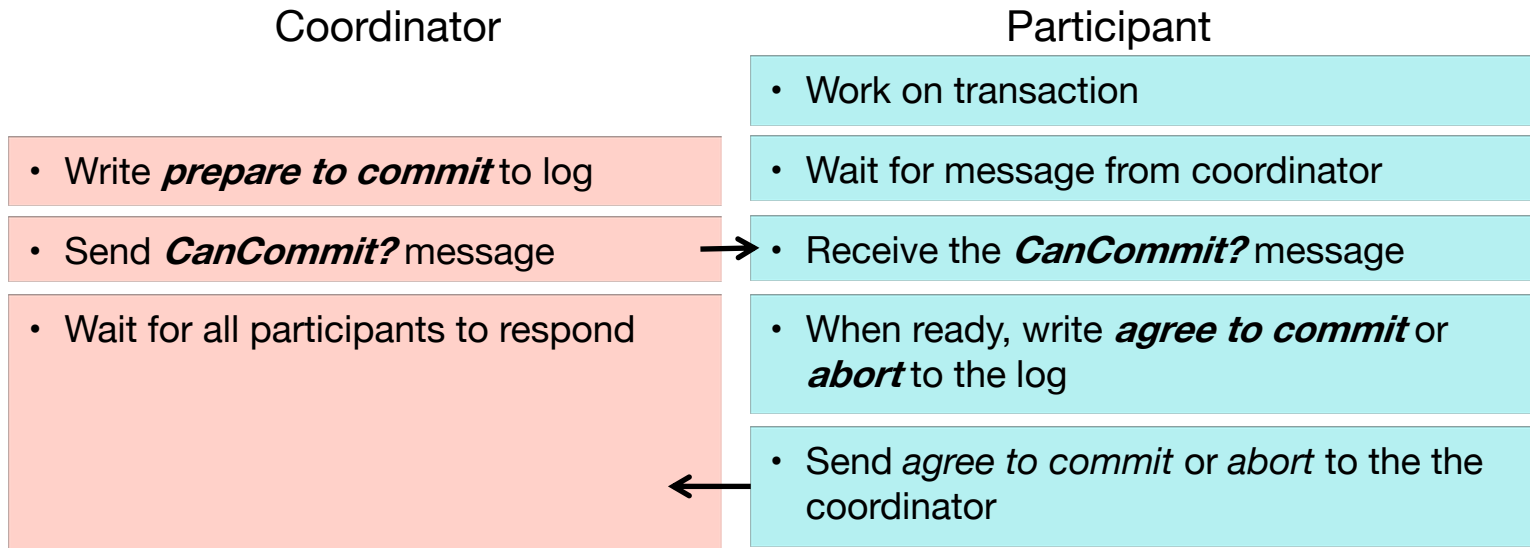 Coordinator
Participant
• Work on transaction
• Write prepare to commit to log
• Wait for message from coordinator
• Send CanCommit? message
• Receive the CanCommit? message
• Wait for all participants to respond
• When ready, write agree to commit or
abort to the log
• Send agree to commit or abort to the the
coordinator